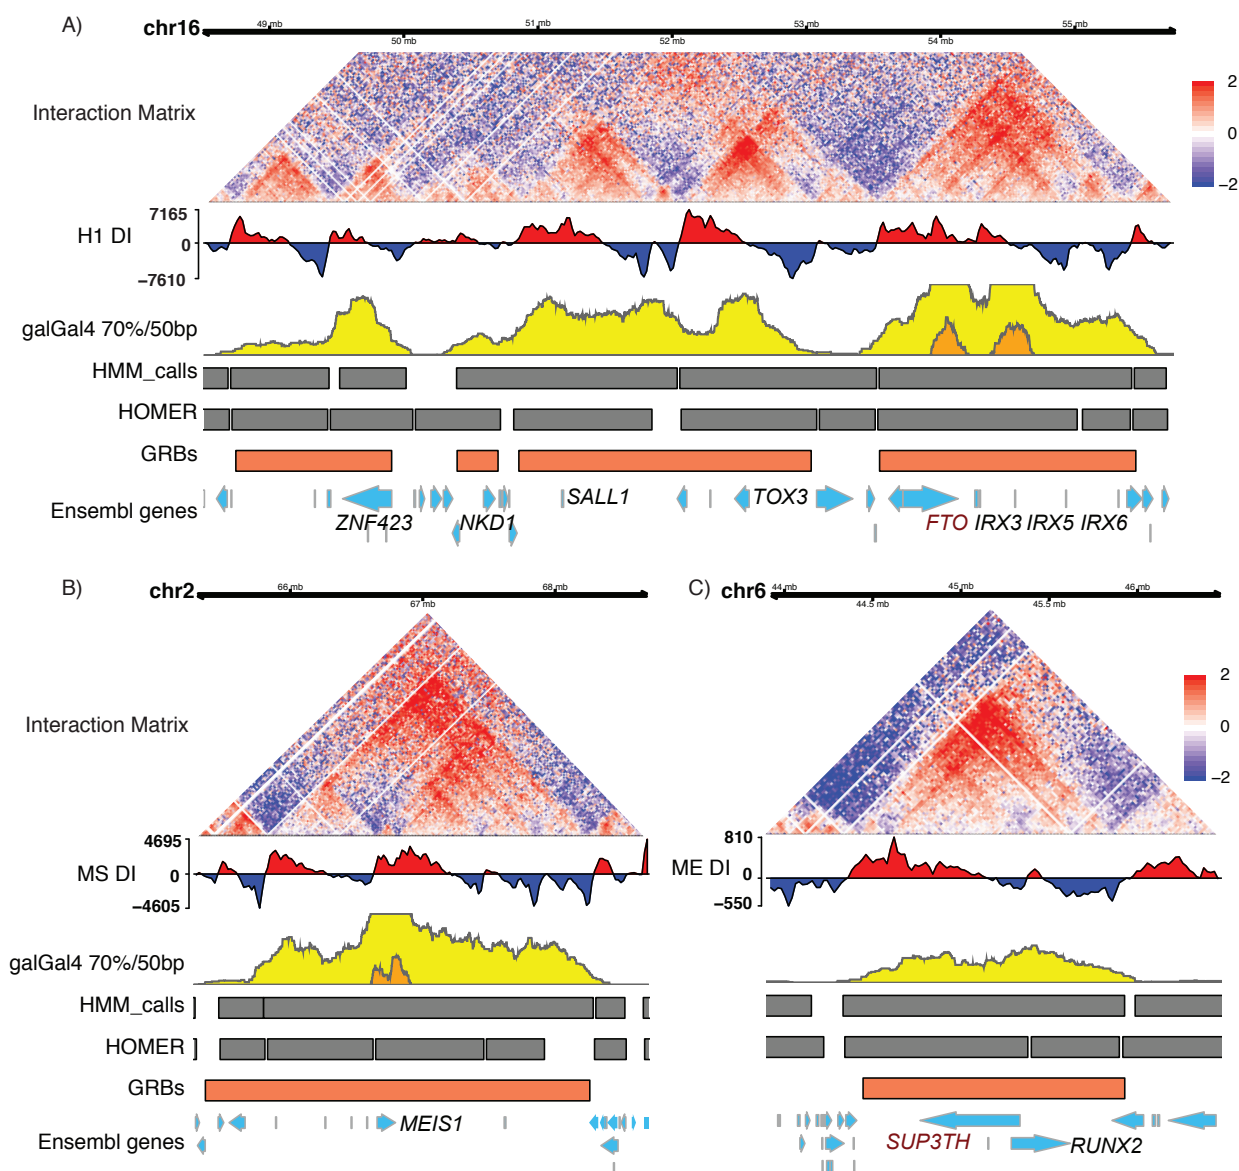 A) chr16 49 mb 51 mb 53 mb 55 mb
50 mb 52 mb 54 mb
Interaction Matrix
2
0
−2
H1 DI
7165
0
−7610
galGal4 70%/50bp
HMM_calls
HOMER
GRBs
Ensembl genes
SALL1 TOX3
ZNF423 NKD1 FTO IRX3 IRX5 IRX6
B) chr2 66 mb 68 mb
67 mb
Interaction Matrix
MS DI
4695
0
−4605
galGal4 70%/50bp
HMM_calls
HOMER
GRBs
Ensembl genes
MEIS1
C) chr6 44 mb 45 mb 46 mb
44.5 mb 45.5 mb
2
0
−2
ME DI
810
0
−550
SUP3TH RUNX2